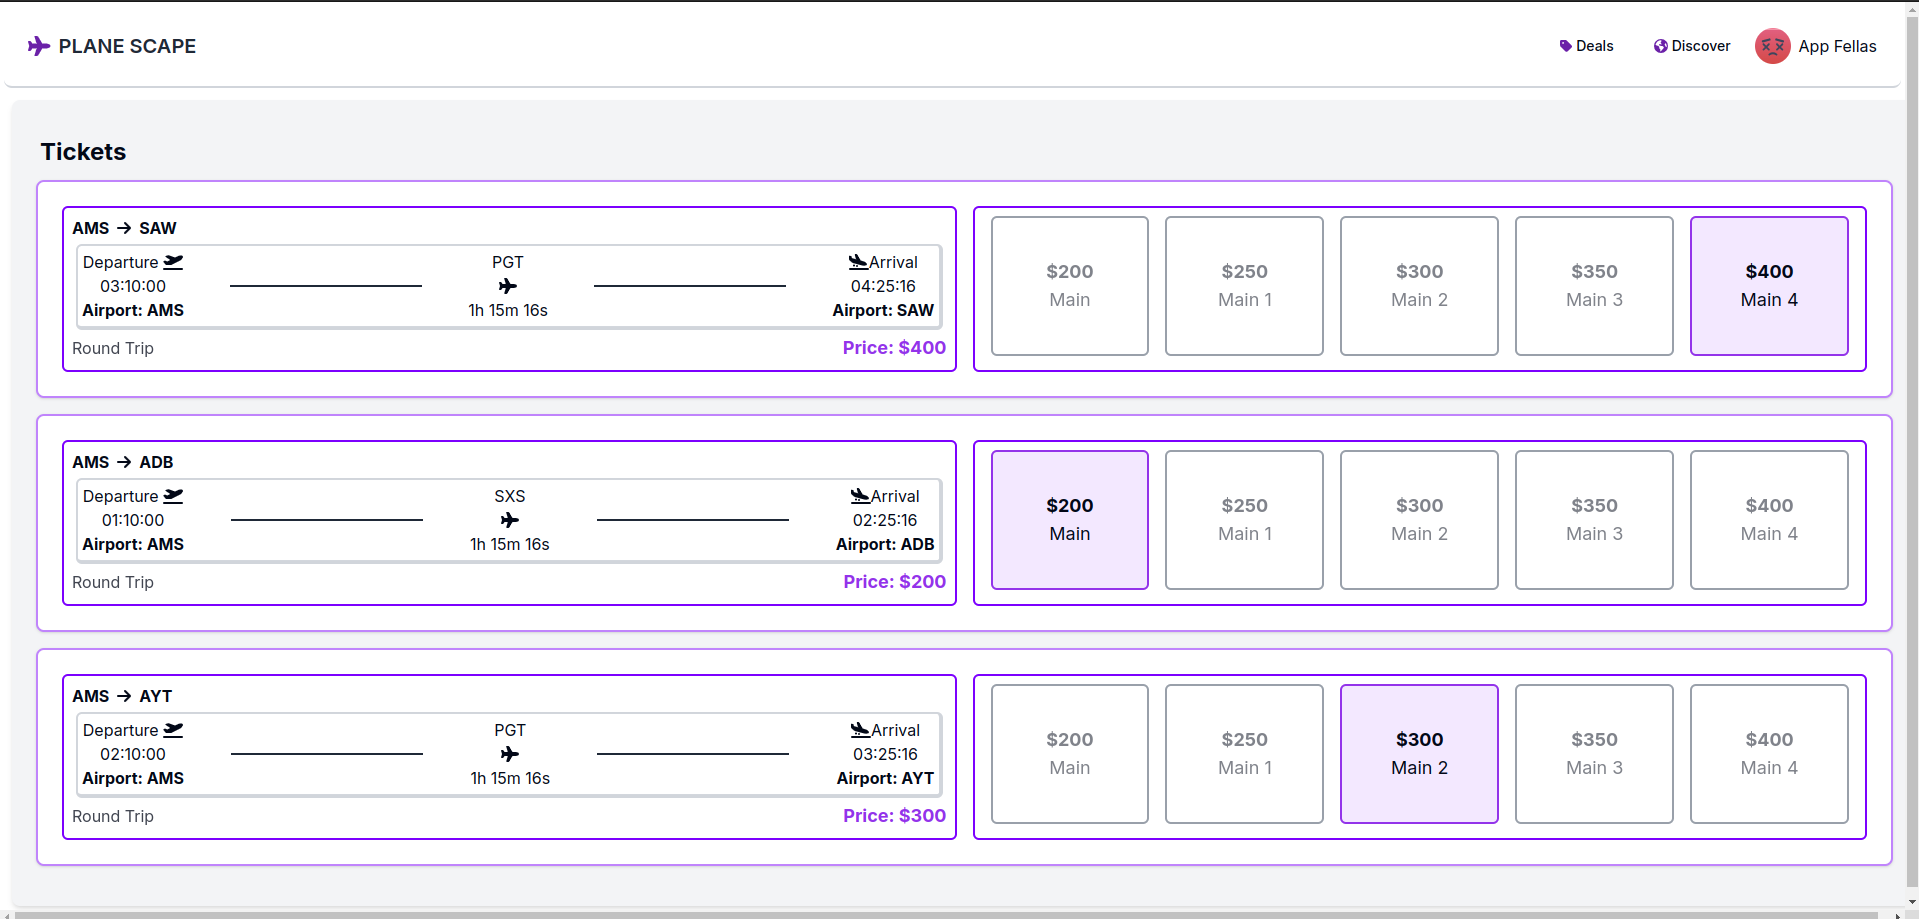 PLANE SCAPE
Deals
Discover
App Fellas
Tickets
AMS → SAW
Departure PGT Arrival
03:10:00 04:25:16
Airport: AMS 1h 15m 16s Airport: SAW
Round Trip Price: $400
$200 $250 $300 $350 $400
Main Main 1 Main 2 Main 3 Main 4
AMS → ADB
Departure SXS Arrival
01:10:00 02:25:16
Airport: AMS 1h 15m 16s Airport: ADB
Round Trip Price: $200
$200 $250 $300 $350 $400
Main Main 1 Main 2 Main 3 Main 4
AMS → AYT
Departure PGT Arrival
02:10:00 03:25:16
Airport: AMS 1h 15m 16s Airport: AYT
Round Trip Price: $300
$200 $250 $300 $350 $400
Main Main 1 Main 2 Main 3 Main 4